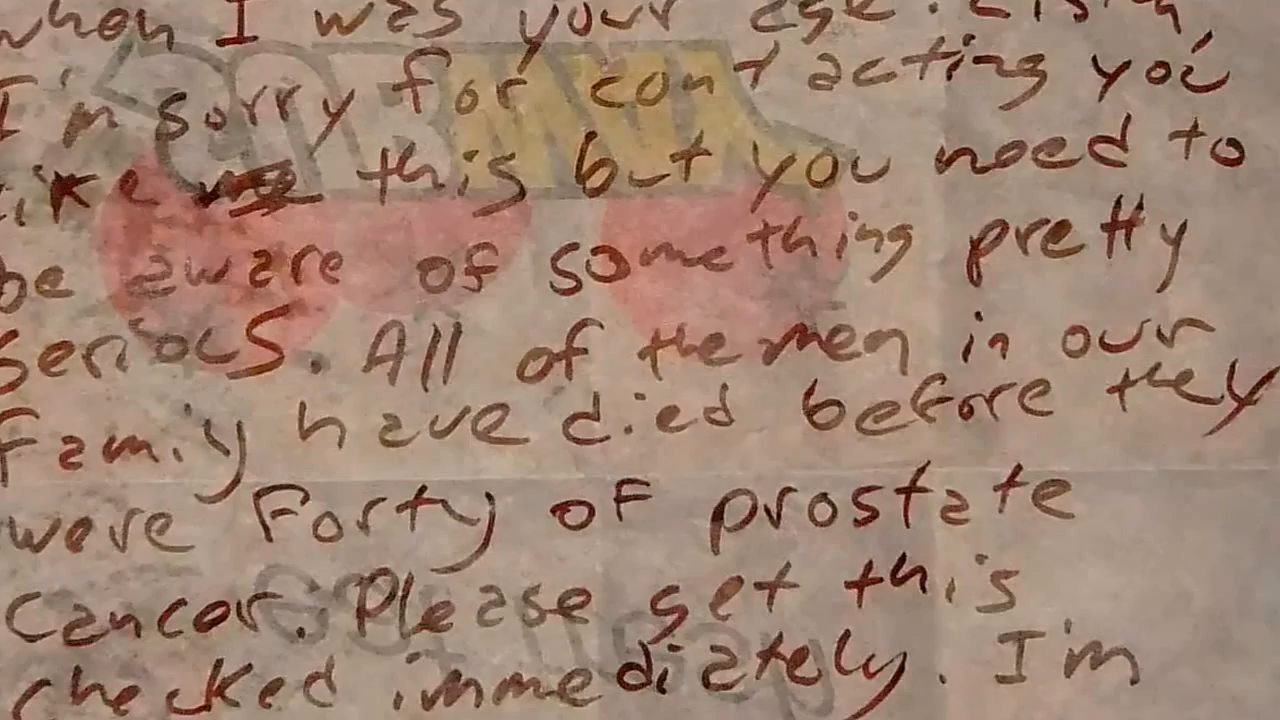 when I was your age.
I'm sorry for contacting you
like this but you need to
be aware of something pretty
serious. All of the men in our
family have died before they
were forty of prostate
cancer. Please get this
checked immediately. I'm